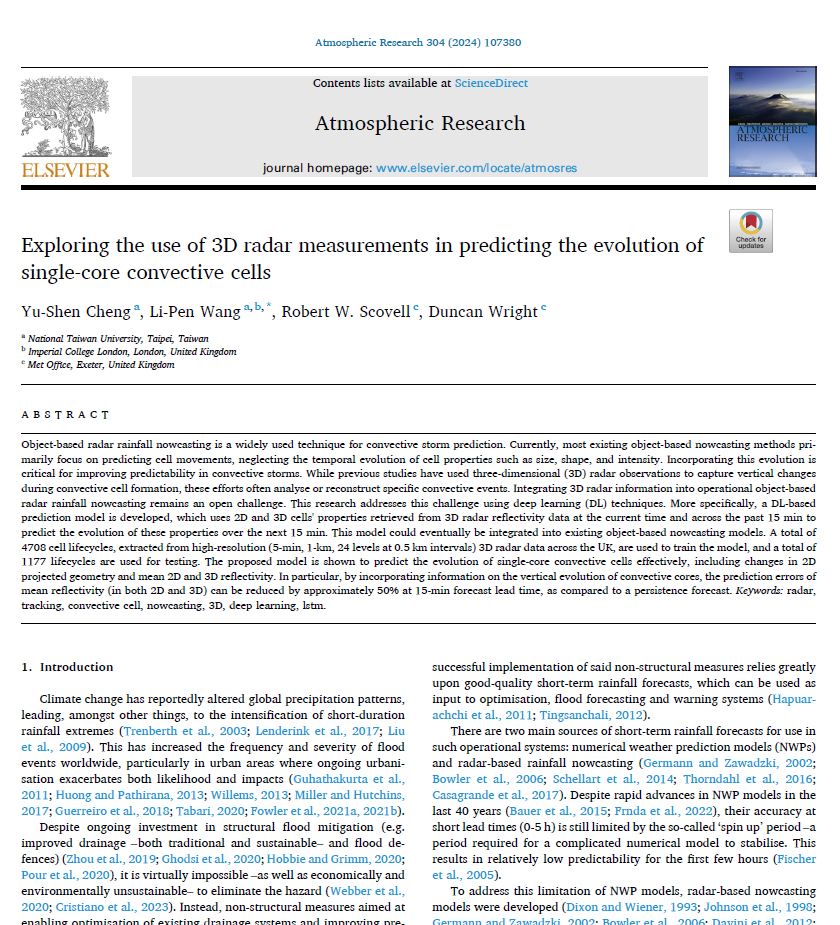 Atmospheric Research 304 (2024) 107380
Contents lists available at ScienceDirect
Atmospheric Research
journal homepage: www.elsevier.com/locate/atmosres
ELSEVIER
ATMOSPHERIC
RESEARCH
Check for
updates
Exploring the use of 3D radar measurements in predicting the evolution of
single-core convective cells
Yu-Shen Cheng a, Li-Pen Wang a,b,*, Robert W. Scovell c, Duncan Wright c
a National Taiwan University, Taipei, Taiwan
b Imperial College London, London, United Kingdom
c Met Office, Exeter, United Kingdom
ABSTRACT
Object-based radar rainfall nowcasting is a widely used technique for convective storm prediction. Currently, most existing object-based nowcasting methods pri-
marily focus on predicting cell movements, neglecting the temporal evolution of cell properties such as size, shape, and intensity. Incorporating this evolution is
critical for improving predictability in convective storms. While previous studies have used three-dimensional (3D) radar observations to capture vertical changes
during convective cell formation, these efforts often analyse or reconstruct specific convective events. Integrating 3D radar information into operational object-based
radar rainfall nowcasting remains an open challenge. This research addresses this challenge using deep learning (DL) techniques. More specifically, a DL-based
prediction model is developed, which uses 2D and 3D cells' properties retrieved from 3D radar reflectivity data at the current time and across the past 15 min to
predict the evolution of these properties over the next 15 min. This model could eventually be integrated into existing object-based nowcasting models. A total of
4708 cell lifecycles, extracted from high-resolution (5-min, 1-km, 24 levels at 0.5 km intervals) 3D radar data across the UK, are used to train the model, and a total of
1177 lifecycles are used for testing. The proposed model is shown to predict the evolution of single-core convective cells effectively, including changes in 2D
projected geometry and mean 2D and 3D reflectivity. In particular, by incorporating information on the vertical evolution of convective cores, the prediction errors of
mean reflectivity (in both 2D and 3D) can be reduced by approximately 50% at 15-min forecast lead time, as compared to a persistence forecast. Keywords: radar,
tracking, convective cell, nowcasting, 3D, deep learning, lstm.
1. Introduction
Climate change has reportedly altered global precipitation patterns,
leading, amongst other things, to the intensification of short-duration
rainfall extremes (Trenberth et al., 2003; Lenderink et al., 2017; Liu
et al., 2009). This has increased the frequency and severity of flood
events worldwide, particularly in urban areas where ongoing urbani-
sation exacerbates both likelihood and impacts (Guhathakurta et al.,
2011; Huong and Pathirana, 2013; Willems, 2013; Miller and Hutchins,
2017; Guerreiro et al., 2018; Tabari, 2020; Fowler et al., 2021a, 2021b).
Despite ongoing investment in structural flood mitigation (e.g.
improved drainage –both traditional and sustainable– and flood de-
fences) (Zhou et al., 2019; Ghodsi et al., 2020; Hobbie and Grimm, 2020;
Pour et al., 2020), it is virtually impossible –as well as economically and
environmentally unsustainable– to eliminate the hazard (Webber et al.,
2020; Cristiano et al., 2023). Instead, non-structural measures aimed at
enabling optimisation of existing drainage systems and improving pre-
successful implementation of said non-structural measures relies greatly
upon good-quality short-term rainfall forecasts, which can be used as
input to optimisation, flood forecasting and warning systems (Hapuar-
achchi et al., 2011; Tingsanchali, 2012).
There are two main sources of short-term rainfall forecasts for use in
such operational systems: numerical weather prediction models (NWPs)
and radar-based rainfall nowcasting (Germann and Zawadzki, 2002;
Bowler et al., 2006; Schellart et al., 2014; Thorndahl et al., 2016;
Casagrande et al., 2017). Despite rapid advances in NWP models in the
last 40 years (Bauer et al., 2015; Frnda et al., 2022), their accuracy at
short lead times (0-5 h) is still limited by the so-called 'spin up' period –a
period required for a complicated numerical model to stabilise. This
results in relatively low predictability for the first few hours (Fischer
et al., 2005).
To address this limitation of NWP models, radar-based nowcasting
models were developed (Dixon and Wiener, 1993; Johnson et al., 1998;
Germann and Zawadzki, 2002; Bowler et al., 2006; Davini et al., 2012;